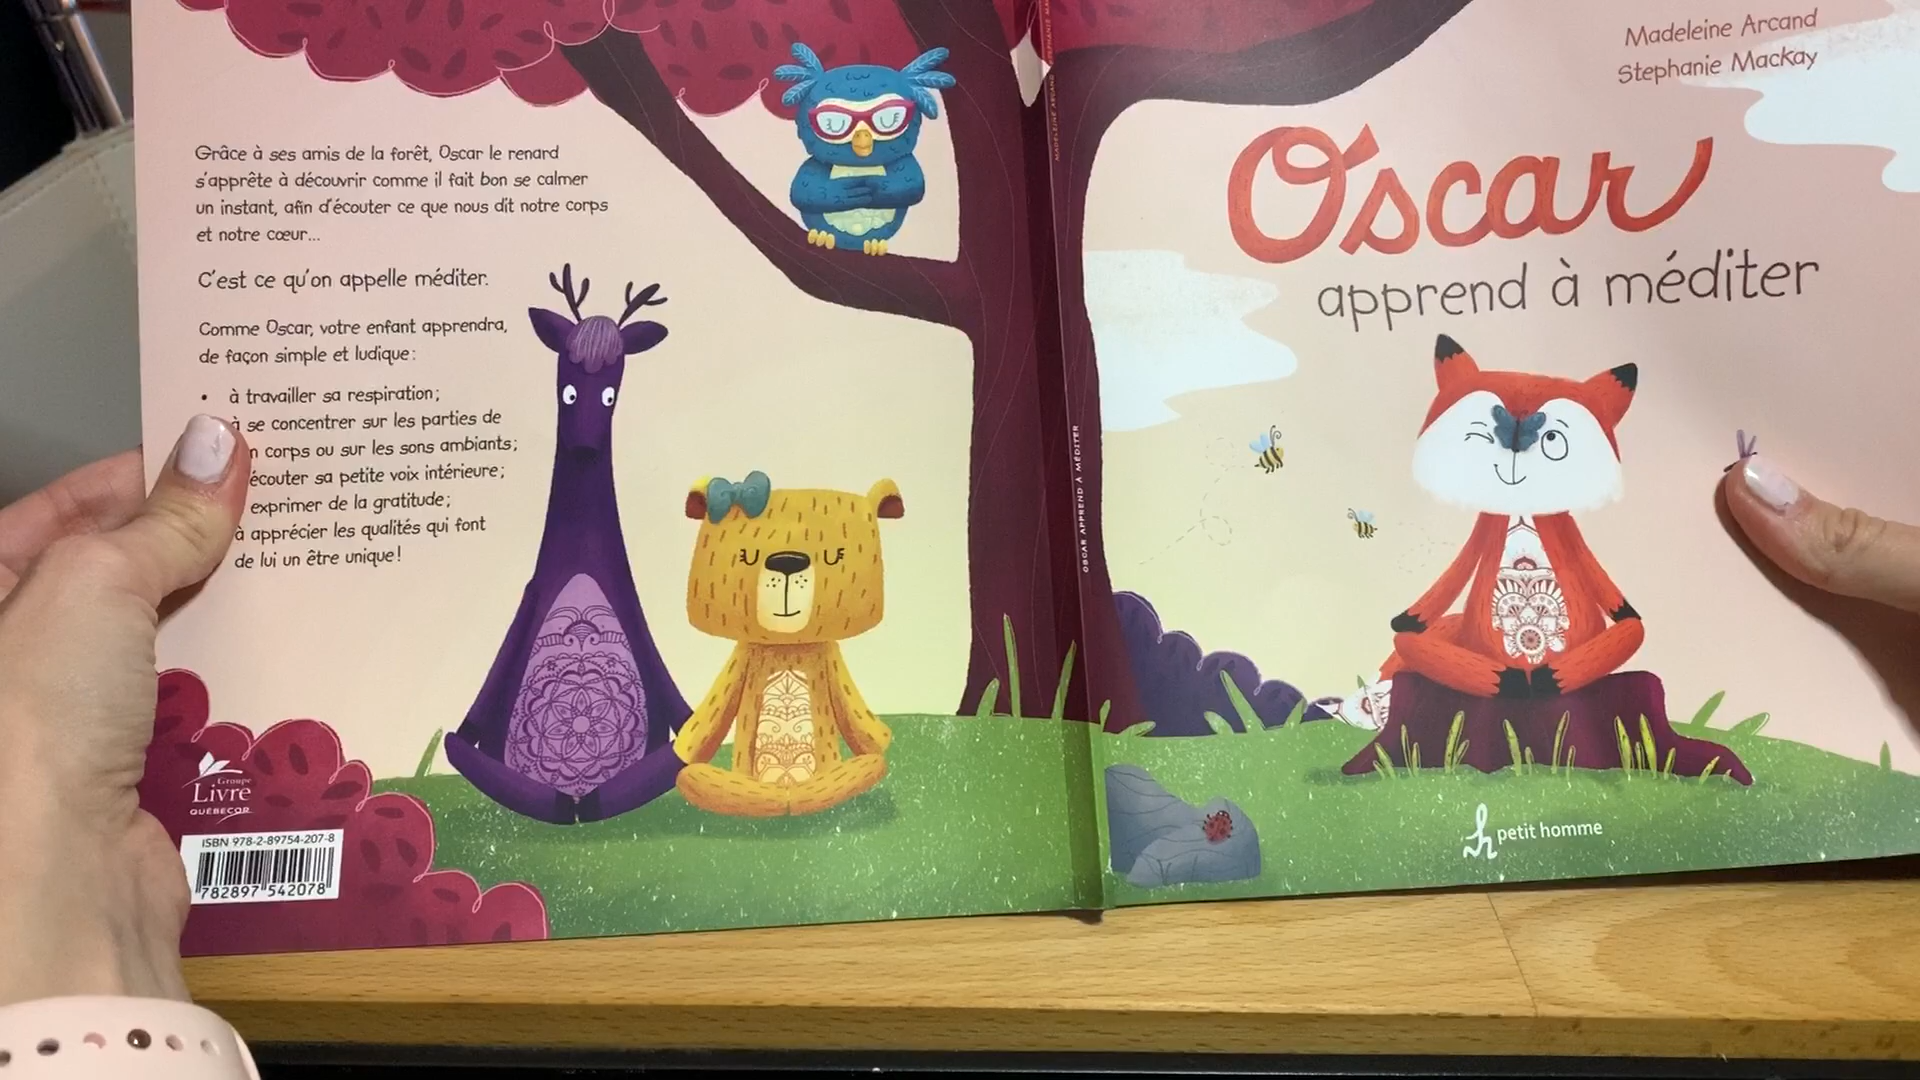 Grâce à ses amis de la forêt, Oscar le renard
s'apprête à découvrir comme il fait bon se calmer
un instant, afin d'écouter ce que nous dit notre corps
et notre cœur...
C'est ce qu'on appelle méditer.
Comme Oscar, votre enfant apprendra,
de façon simple et ludique :
• à travailler sa respiration;
à se concentrer sur les parties de
n corps ou sur les sons ambiants;
écouter sa petite voix intérieure;
exprimer de la gratitude;
à apprécier les qualités qui font
de lui un être unique!
Groupe
Livre
QUÉBECOR
ISBN 978-2-89754-207-8
782897 542078
MADELEINE ARCAND
OSCAR APPREND À MÉDITER
Madeleine Arcand
Stephanie MacKay
Oscar
apprend à méditer
petit homme